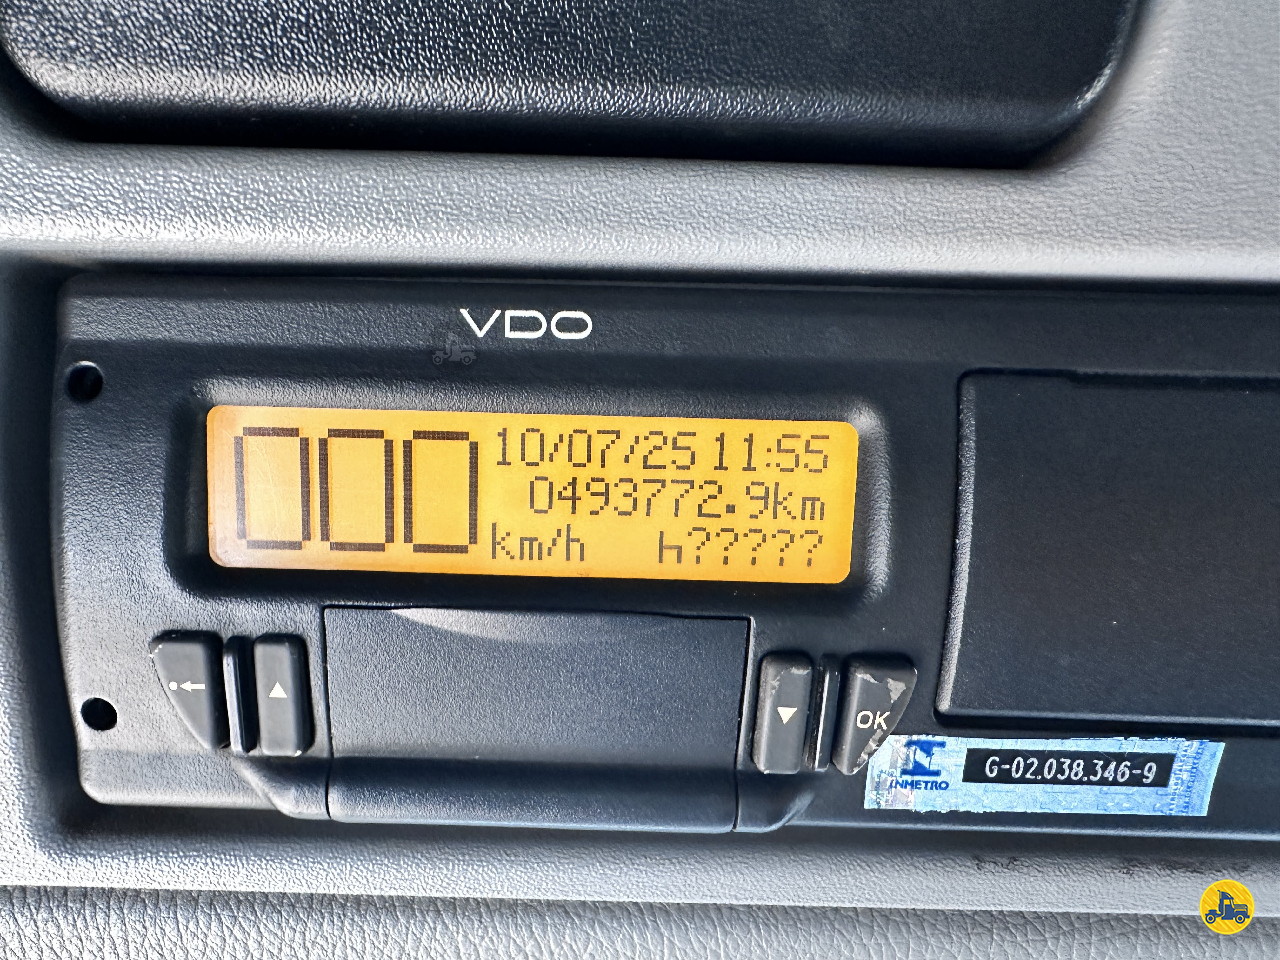 VDO
000 10/07/25 11:55
0493772.9km
km/h h?????
OK
INMETRO
G-02.038.346-9